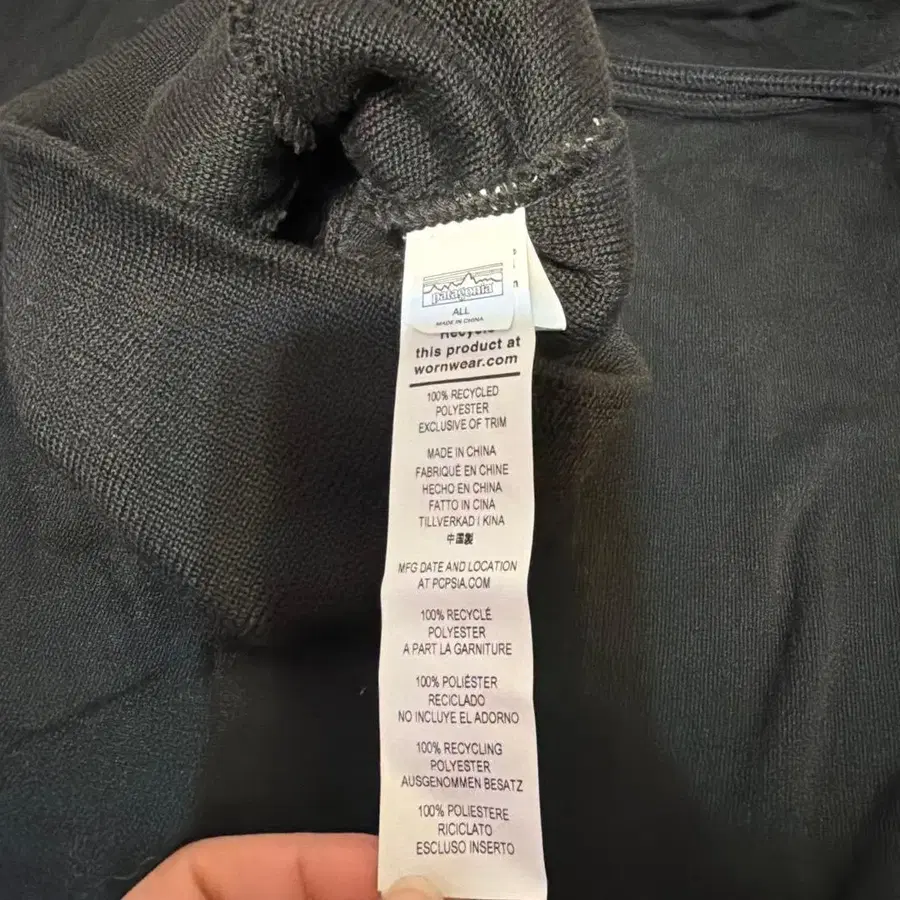 patagonia
ALL
MADE IN CHINA
Recycle
this product at
wornwear.com
100% RECYCLED
POLYESTER
EXCLUSIVE OF TRIM
MADE IN CHINA
FABRIQUÉ EN CHINE
HECHO EN CHINA
FATTO IN CINA
TILLVERKAD I KINA
中国製
MFG DATE AND LOCATION
AT PCPSIA.COM
100% RECYCLÉ
POLYESTER
A PART LA GARNITURE
100% POLIÉSTER
RECICLADO
NO INCLUYE EL ADORNO
100% RECYCLING
POLYESTER
AUSGENOMMEN BESATZ
100% POLIESTERE
RICICLATO
ESCLUSO INSERTO